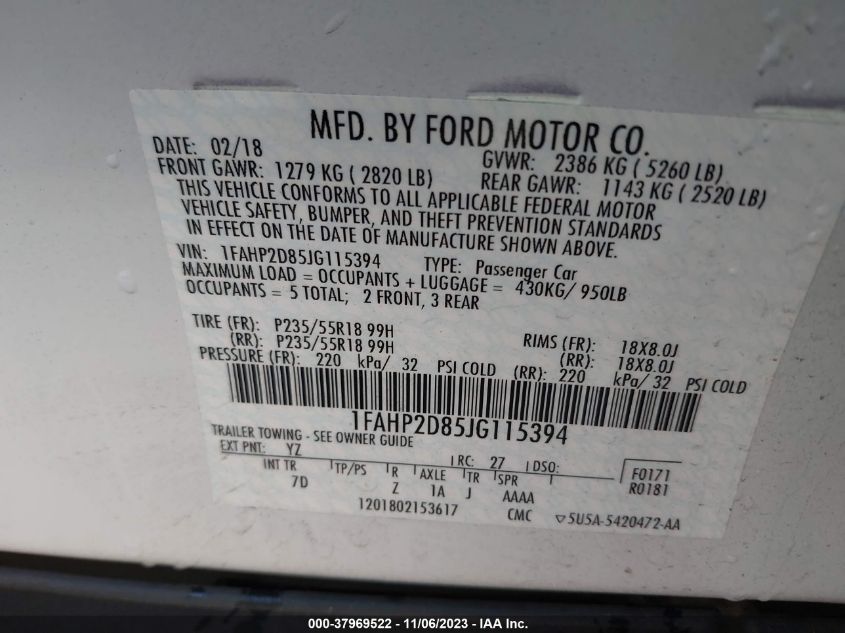 MFD. BY FORD MOTOR CO.
DATE: 02/18 GVWR: 2386 KG ( 5260 LB)
FRONT GAWR: 1279 KG ( 2820 LB) REAR GAWR: 1143 KG ( 2520 LB)
THIS VEHICLE CONFORMS TO ALL APPLICABLE FEDERAL MOTOR
VEHICLE SAFETY, BUMPER, AND THEFT PREVENTION STANDARDS
IN EFFECT ON THE DATE OF MANUFACTURE SHOWN ABOVE.
VIN: 1FAHP2D85JG115394 TYPE: Passenger Car
MAXIMUM LOAD = OCCUPANTS + LUGGAGE = 430KG/ 950LB
OCCUPANTS = 5 TOTAL; 2 FRONT, 3 REAR
TIRE (FR): P235/55R18 99H RIMS (FR): 18X8.0J
(RR): P235/55R18 99H (RR): 18X8.0J
PRESSURE (FR): 220 kPa/ 32 PSI COLD (RR): 220 kPa/ 32 PSI COLD
1FAHP2D85JG115394
TRAILER TOWING - SEE OWNER GUIDE
EXT PNT: YZ RC: 27 DSO: F0171
R0181
INT TR TP/PS R AXLE TR SPR
7D Z 1A J AAAA
1201802153617 CMC ▽5U5A-5420472-AA
000-37969522 - 11/06/2023 - IAA Inc.